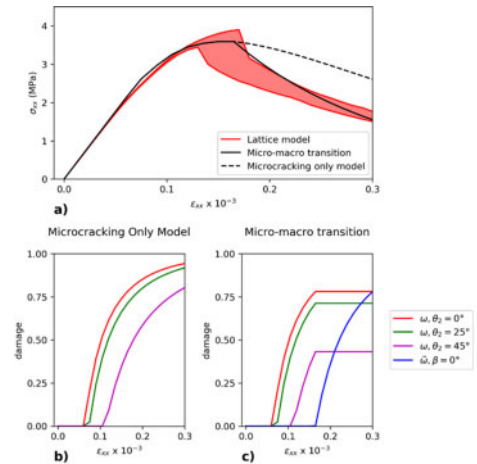 4
3
2
1
0
σxx (MPa)
Lattice model
Micro-macro transition
Microcracking only model
0.0 0.1 0.2 0.3
a) εxx x 10⁻³
Microcracking Only Model Micro-macro transition
1.00 1.00
0.75 0.75
0.50 0.50
0.25 0.25
0.00 0.00
damage damage
ω, θ₂ = 0°
ω, θ₂ = 25°
ω, θ₂ = 45°
ω̃, β = 0°
0.0 0.1 0.2 0.3 0.0 0.1 0.2 0.3
b) εxx x 10⁻³ c) εxx x 10⁻³